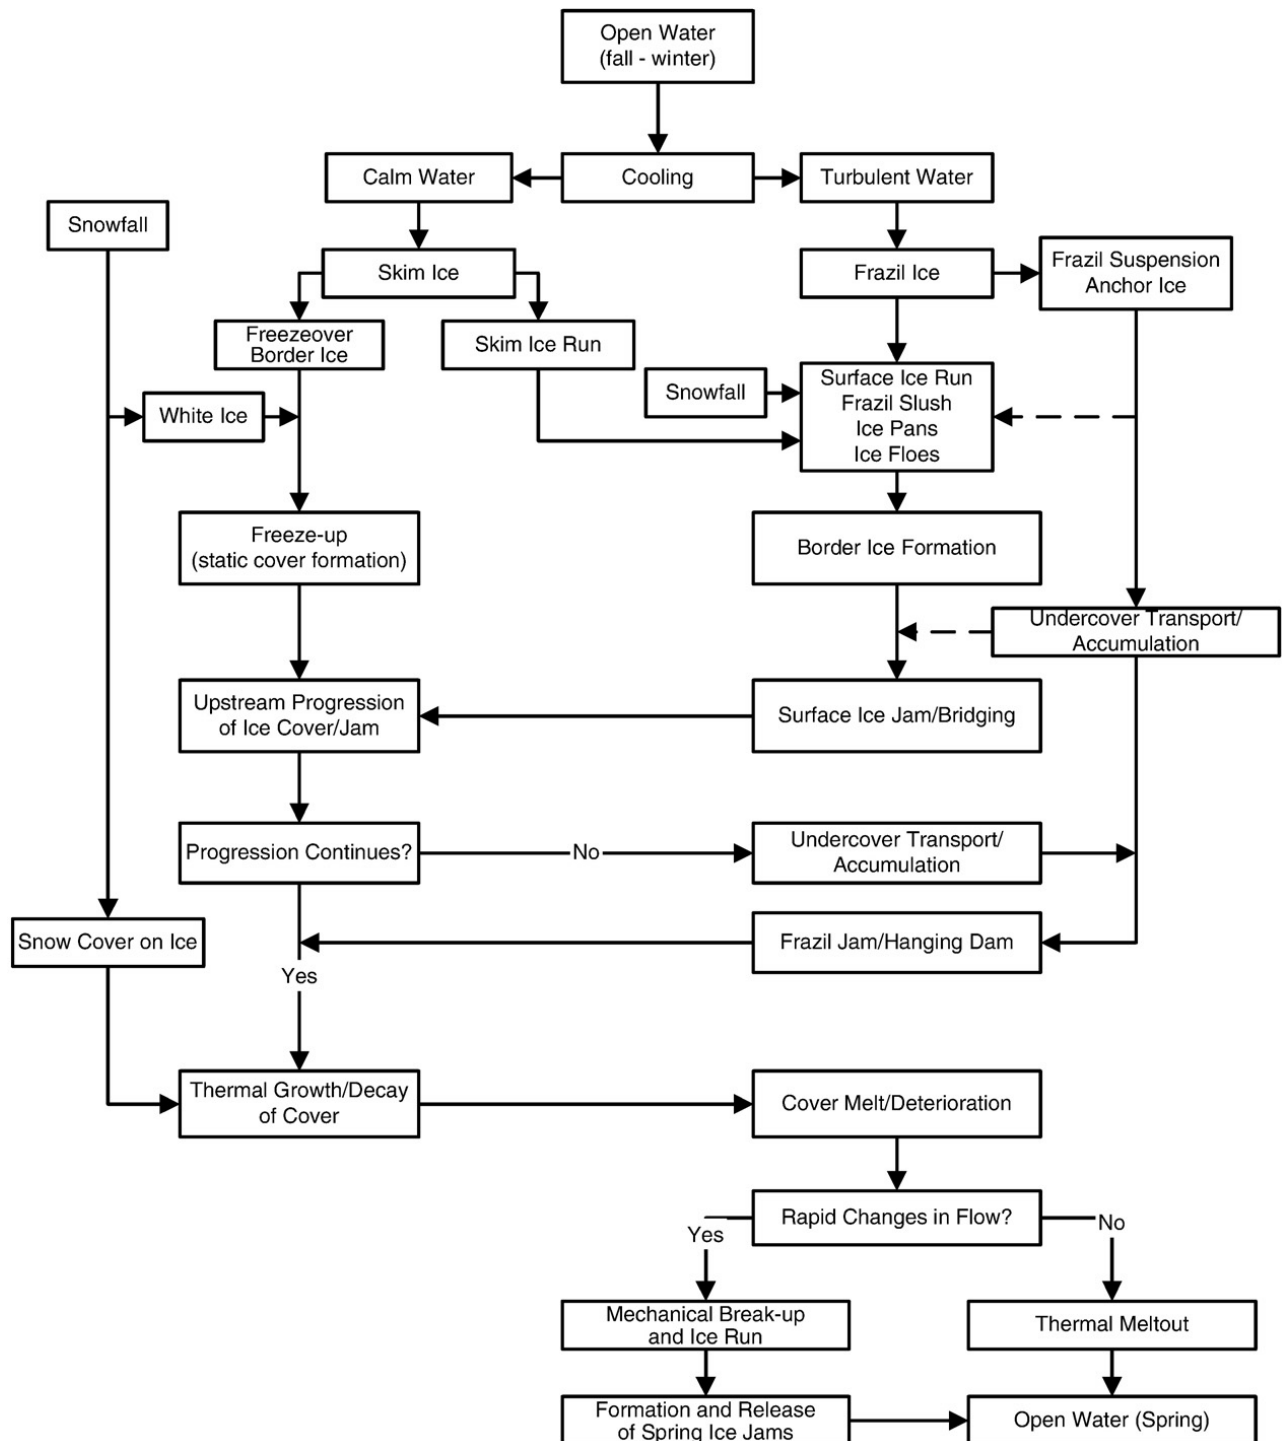 Open Water
(fall - winter)
Calm Water
Cooling
Turbulent Water
Snowfall
Skim Ice
Frazil Ice
Frazil Suspension
Anchor Ice
Freezeover
Border Ice
Skim Ice Run
Snowfall
Surface Ice Run
Frazil Slush
Ice Pans
Ice Floes
White Ice
Freeze-up
(static cover formation)
Border Ice Formation
Undercover Transport/
Accumulation
Upstream Progression
of Ice Cover/Jam
Surface Ice Jam/Bridging
Progression Continues?
No
Undercover Transport/
Accumulation
Snow Cover on Ice
Frazil Jam/Hanging Dam
Yes
Thermal Growth/Decay
of Cover
Cover Melt/Deterioration
Rapid Changes in Flow?
Yes
No
Mechanical Break-up
and Ice Run
Thermal Meltout
Formation and Release
of Spring Ice Jams
Open Water (Spring)